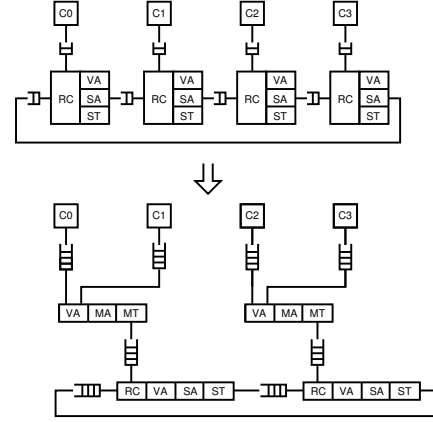 C0 C1 C2 C3
VA VA VA VA
RC SA RC SA RC SA RC SA
ST ST ST ST
C0 C1 C2 C3
VA MA MT VA MA MT
RC VA SA ST RC VA SA ST